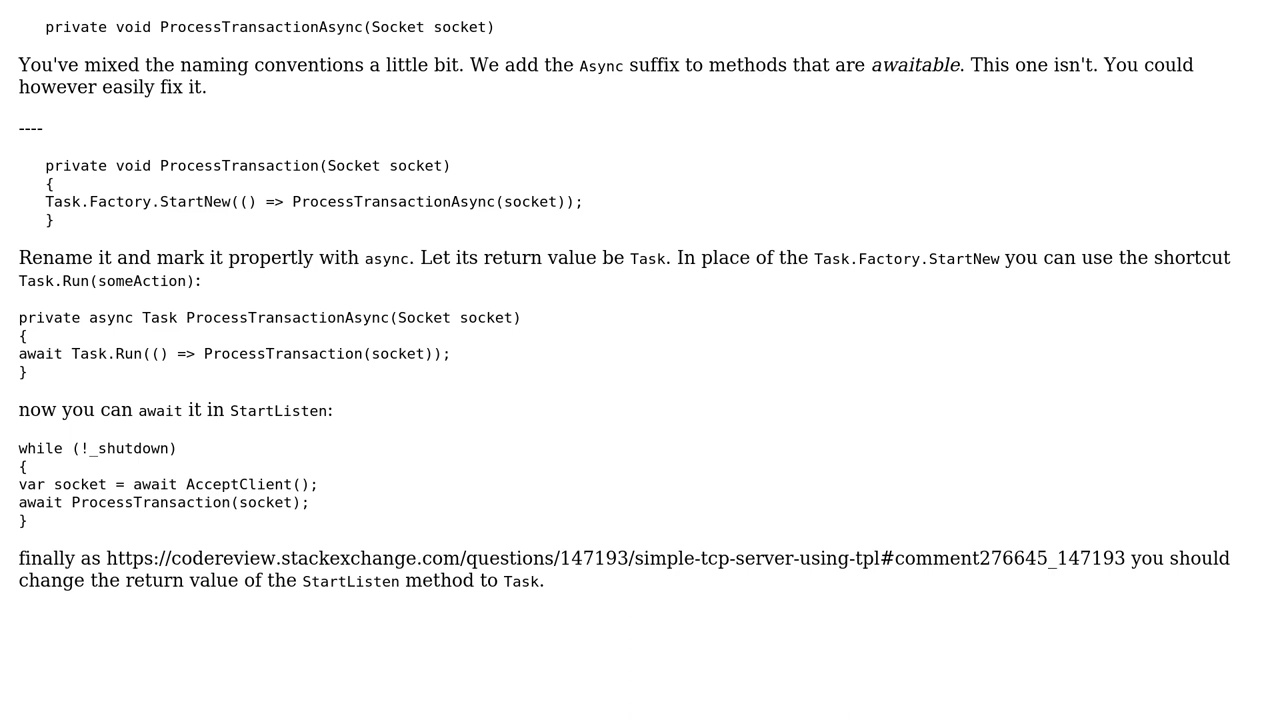 private void ProcessTransactionAsync(Socket socket)
You've mixed the naming conventions a little bit. We add the Async suffix to methods that are awaitable. This one isn't. You could
however easily fix it.
----
private void ProcessTransaction(Socket socket)
{
Task.Factory.StartNew(() => ProcessTransactionAsync(socket));
}
Rename it and mark it propertly with async. Let its return value be Task. In place of the Task.Factory.StartNew you can use the shortcut
Task.Run(someAction):
private async Task ProcessTransactionAsync(Socket socket)
{
await Task.Run(() => ProcessTransaction(socket));
}
now you can await it in StartListen:
while (!_shutdown)
{
var socket = await AcceptClient();
await ProcessTransaction(socket);
}
finally as https://codereview.stackexchange.com/questions/147193/simple-tcp-server-using-tpl#comment276645_147193 you should
change the return value of the StartListen method to Task.